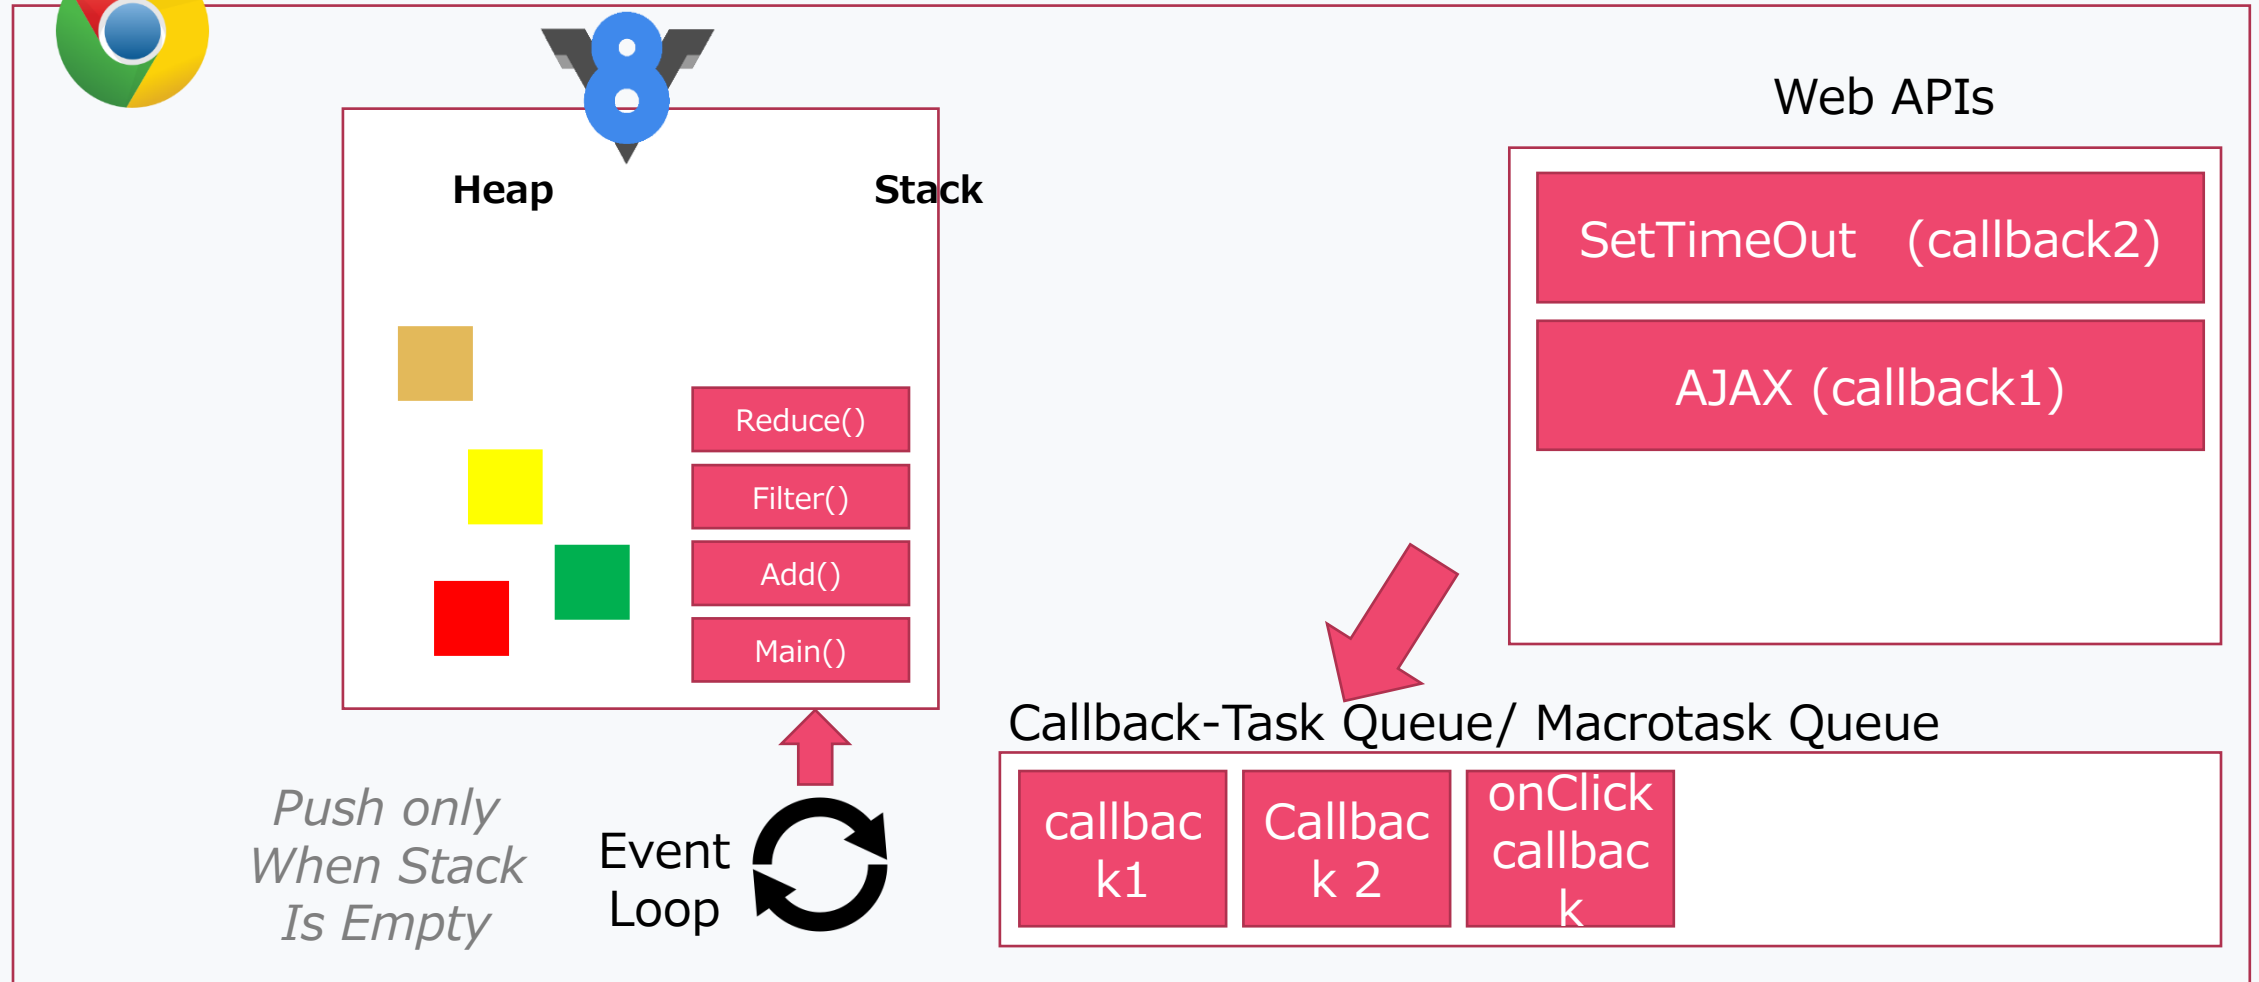 8
Heap
Stack
Reduce()
Filter()
Add()
Main()
Web APIs
SetTimeOut (callback2)
AJAX (callback1)
Callback-Task Queue/ Macrotask Queue
callbac
k1
Callbac
k 2
onClick
callbac
k
Push only
When Stack
Is Empty
Event
Loop